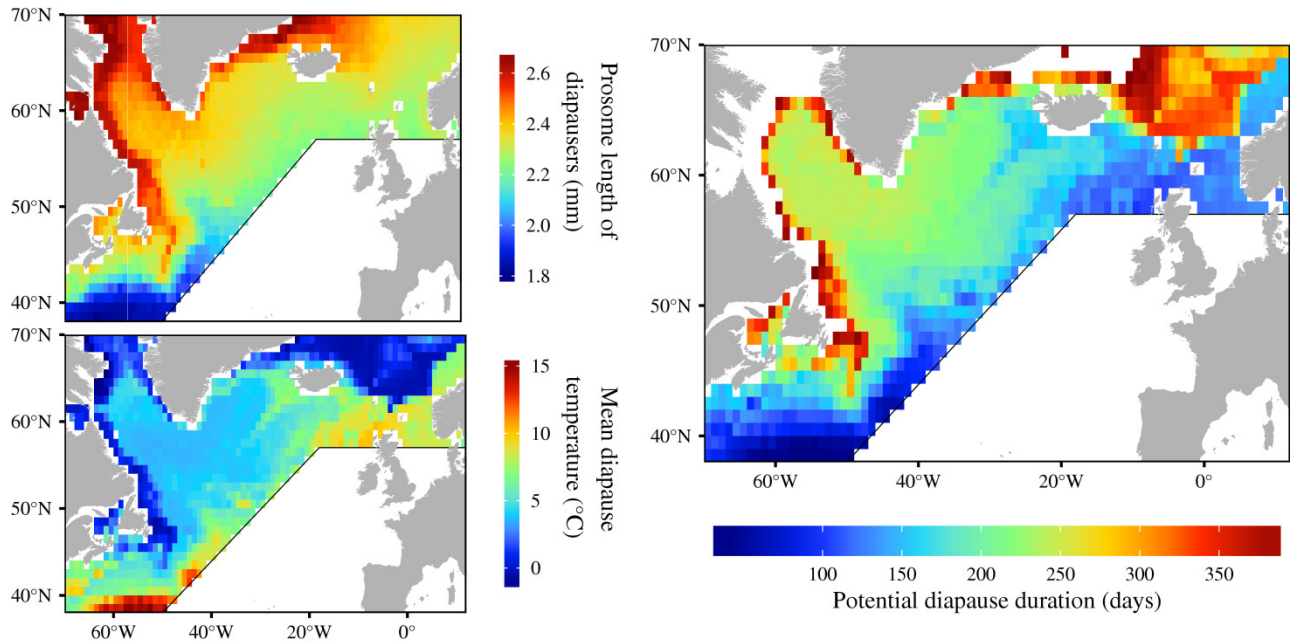 70°N
60°N
50°N
40°N
2.6
2.4
2.2
2.0
1.8
Prosome length of
diapausers (mm)
70°N
60°N
50°N
40°N
60°W
40°W
20°W
0°
15
10
5
0
Mean diapause
temperature (°C)
70°N
60°N
50°N
40°N
60°W
40°W
20°W
0°
100
150
200
250
300
350
Potential diapause duration (days)